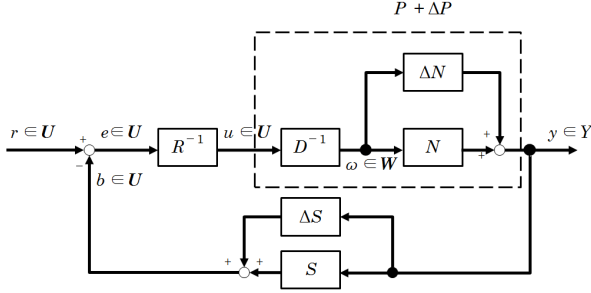 P + ΔP
ΔN
r ∈ U
+
e ∈ U
R⁻¹
u ∈ U
D⁻¹
N
+
+
y ∈ Y
−
b ∈ U
ω ∈ W
ΔS
+
+
S